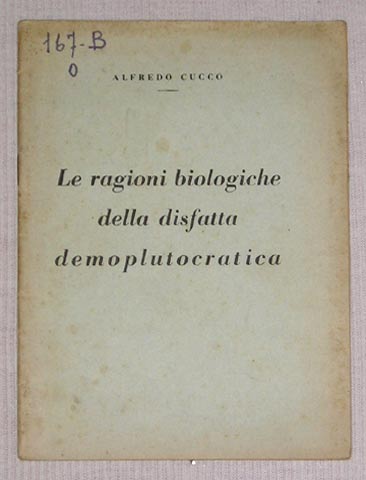 167-B
0
ALFREDO CUCCO
Le ragioni biologiche
della disfatta
demoplutocratica